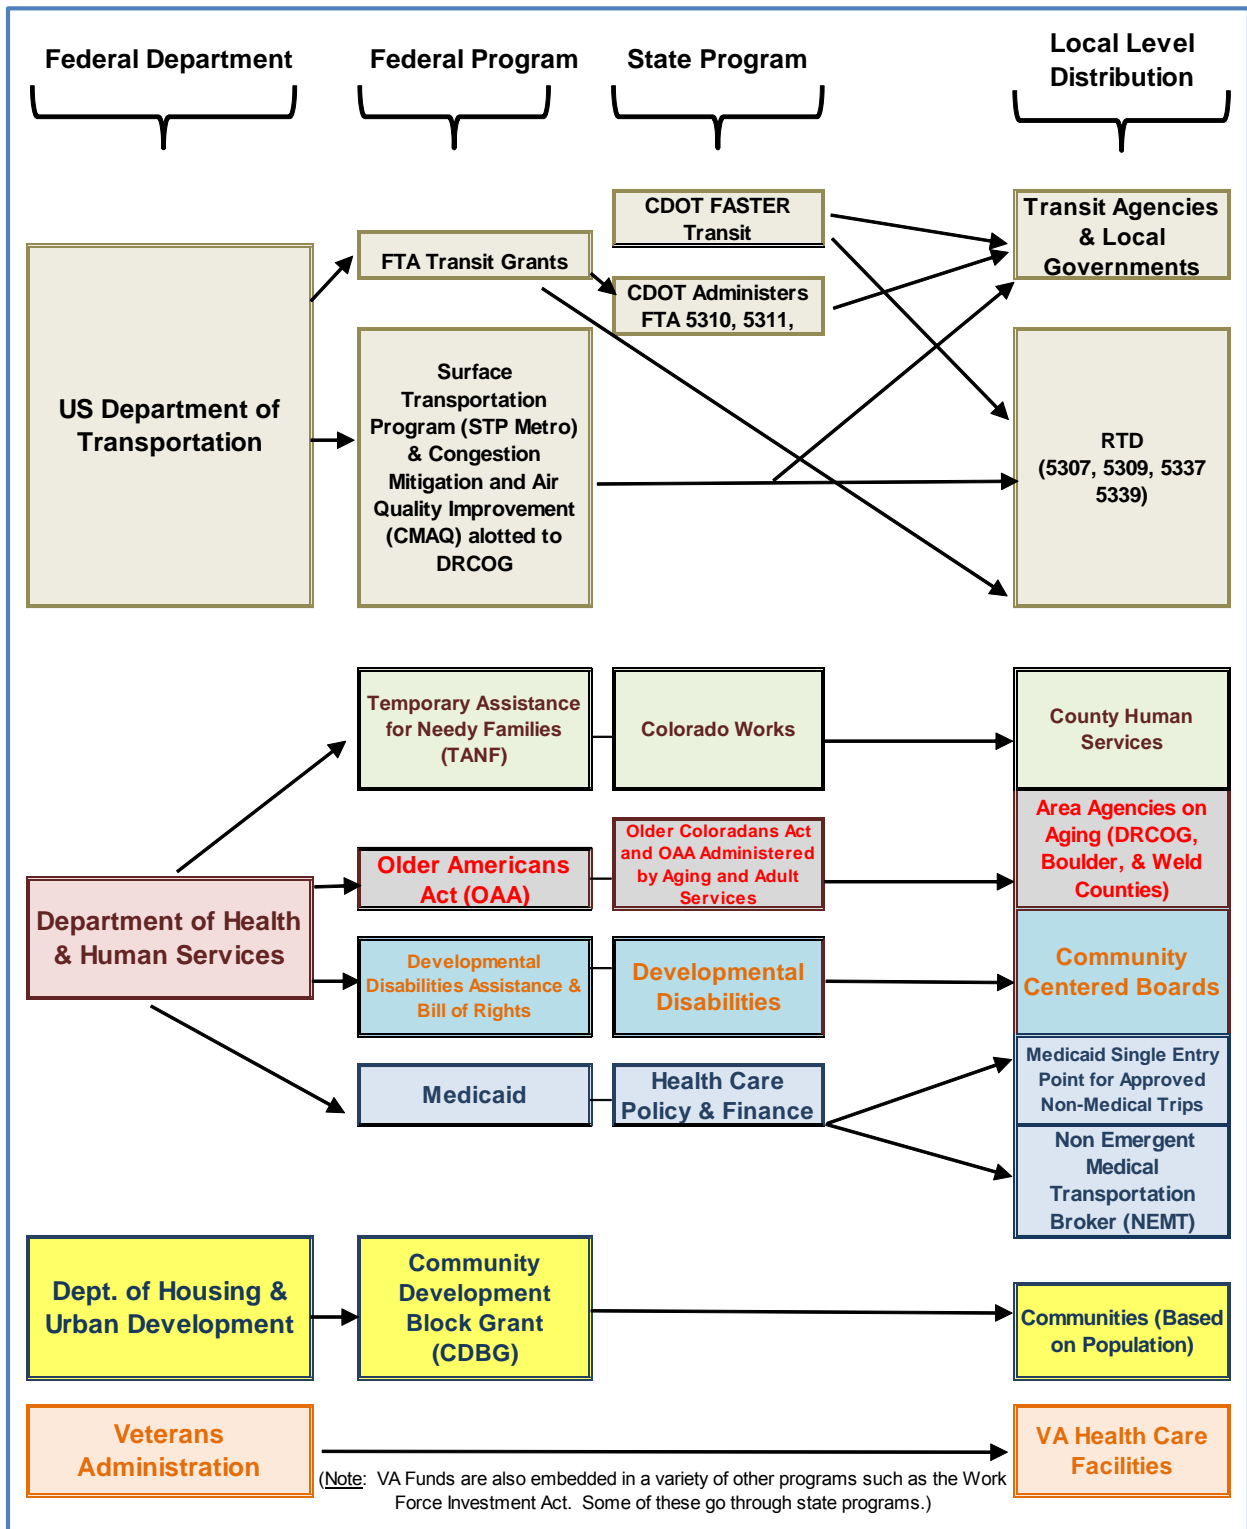 Federal Department
Federal Program
State Program
Local Level
Distribution
CDOT FASTER
Transit
Transit Agencies
& Local
Governments
FTA Transit Grants
CDOT Administers
FTA 5310, 5311,
US Department of
Transportation
Surface
Transportation
Program (STP Metro)
& Congestion
Mitigation and Air
Quality Improvement
(CMAQ) alotted to
DRCOG
RTD
(5307, 5309, 5337
5339)
Temporary Assistance
for Needy Families
(TANF)
Colorado Works
County Human
Services
Older Americans
Act (OAA)
Older Coloradans Act
and OAA Administered
by Aging and Adult
Services
Area Agencies on
Aging (DRCOG,
Boulder, & Weld
Counties)
Department of Health
& Human Services
Developmental
Disabilities Assistance &
Bill of Rights
Developmental
Disabilities
Community
Centered Boards
Medicaid
Health Care
Policy & Finance
Medicaid Single Entry
Point for Approved
Non-Medical Trips
Non Emergent
Medical
Transportation
Broker (NEMT)
Dept. of Housing &
Urban Development
Community
Development
Block Grant
(CDBG)
Communities (Based
on Population)
Veterans
Administration
VA Health Care
Facilities
(Note:  VA Funds are also embedded in a variety of other programs such as the Work
Force Investment Act.  Some of these go through state programs.)